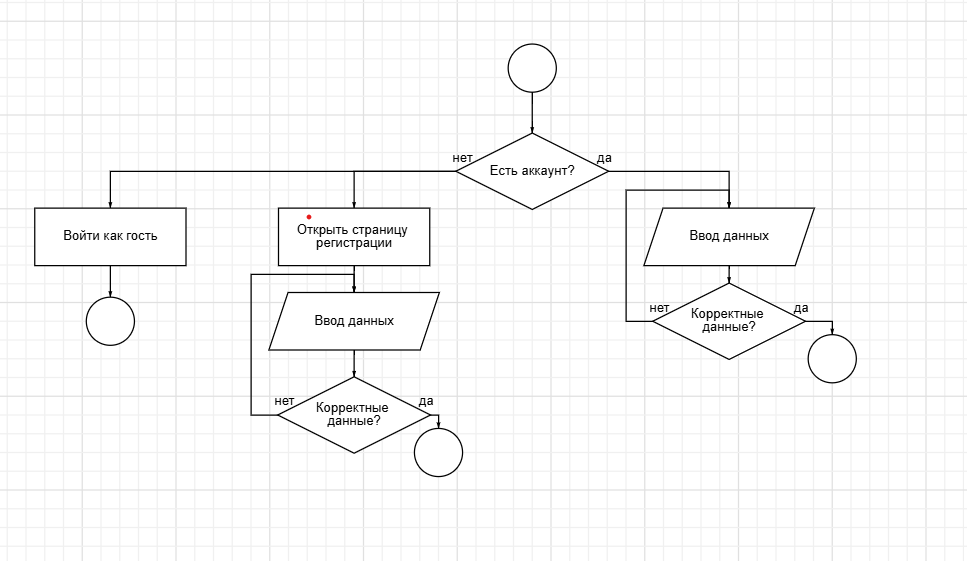 нет
да
Есть аккаунт?
Войти как гость
Открыть страницу
регистрации
Ввод данных
Ввод данных
нет
да
Корректные
данные?
нет
да
Корректные
данные?